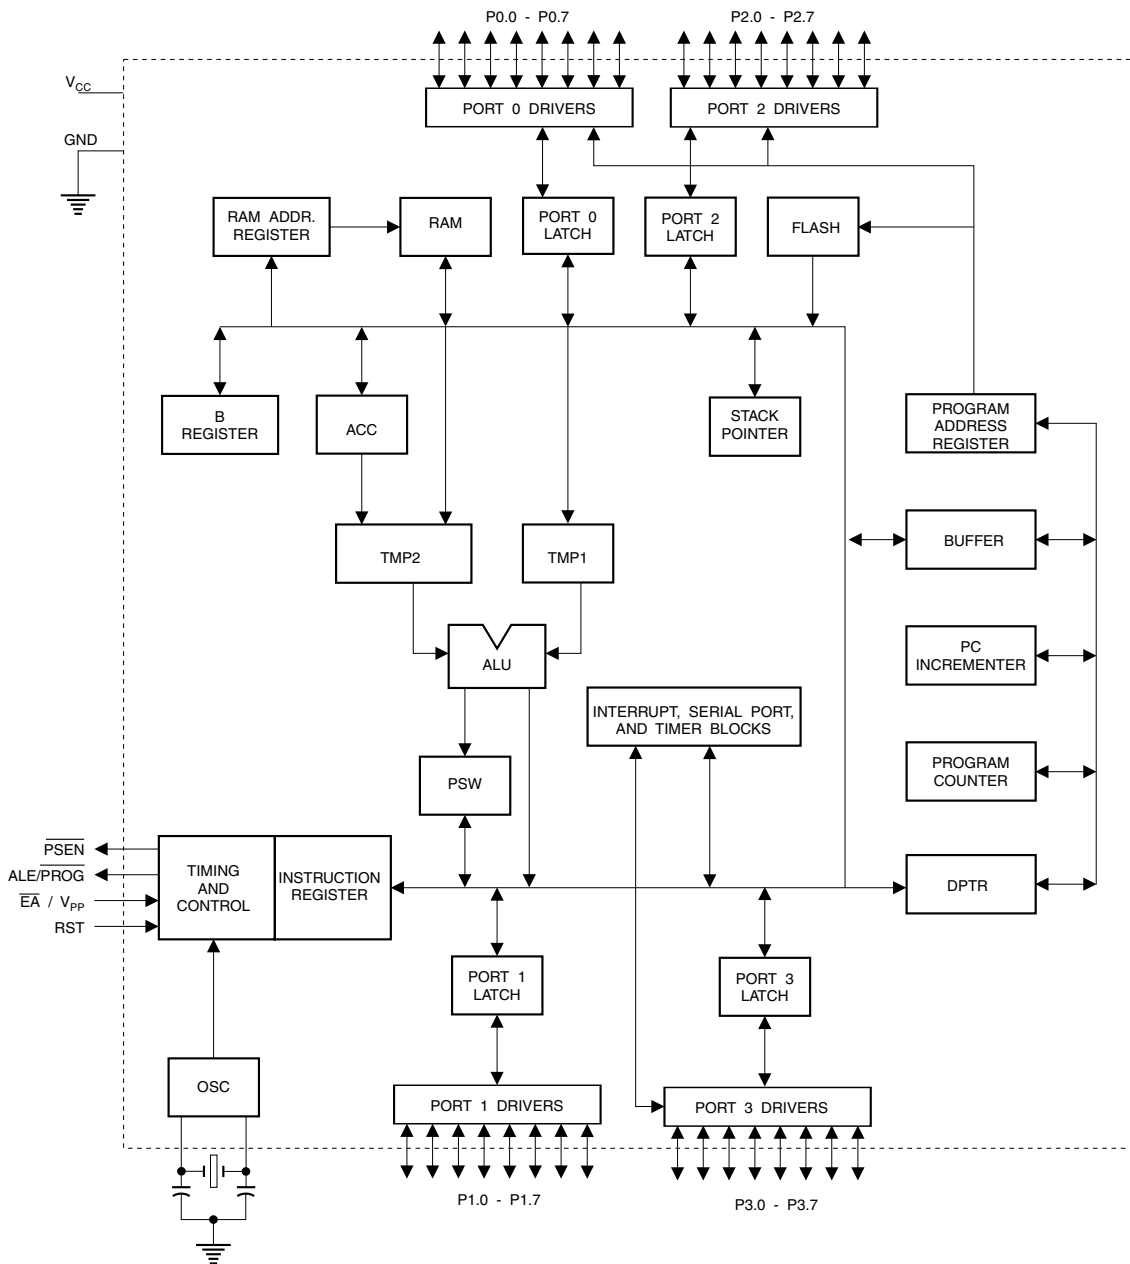 P0.0 - P0.7
P2.0 - P2.7
VCC
PORT 0 DRIVERS
PORT 2 DRIVERS
GND
RAM ADDR.
REGISTER
RAM
PORT 0
LATCH
PORT 2
LATCH
FLASH
B
REGISTER
ACC
STACK
POINTER
PROGRAM
ADDRESS
REGISTER
BUFFER
TMP2
TMP1
ALU
PC
INCREMENTER
INTERRUPT, SERIAL PORT,
AND TIMER BLOCKS
PSW
PROGRAM
COUNTER
PSEN
ALE/PROG
EA / VPP
RST
TIMING
AND
CONTROL
INSTRUCTION
REGISTER
DPTR
PORT 1
LATCH
PORT 3
LATCH
OSC
PORT 1 DRIVERS
PORT 3 DRIVERS
P1.0 - P1.7
P3.0 - P3.7